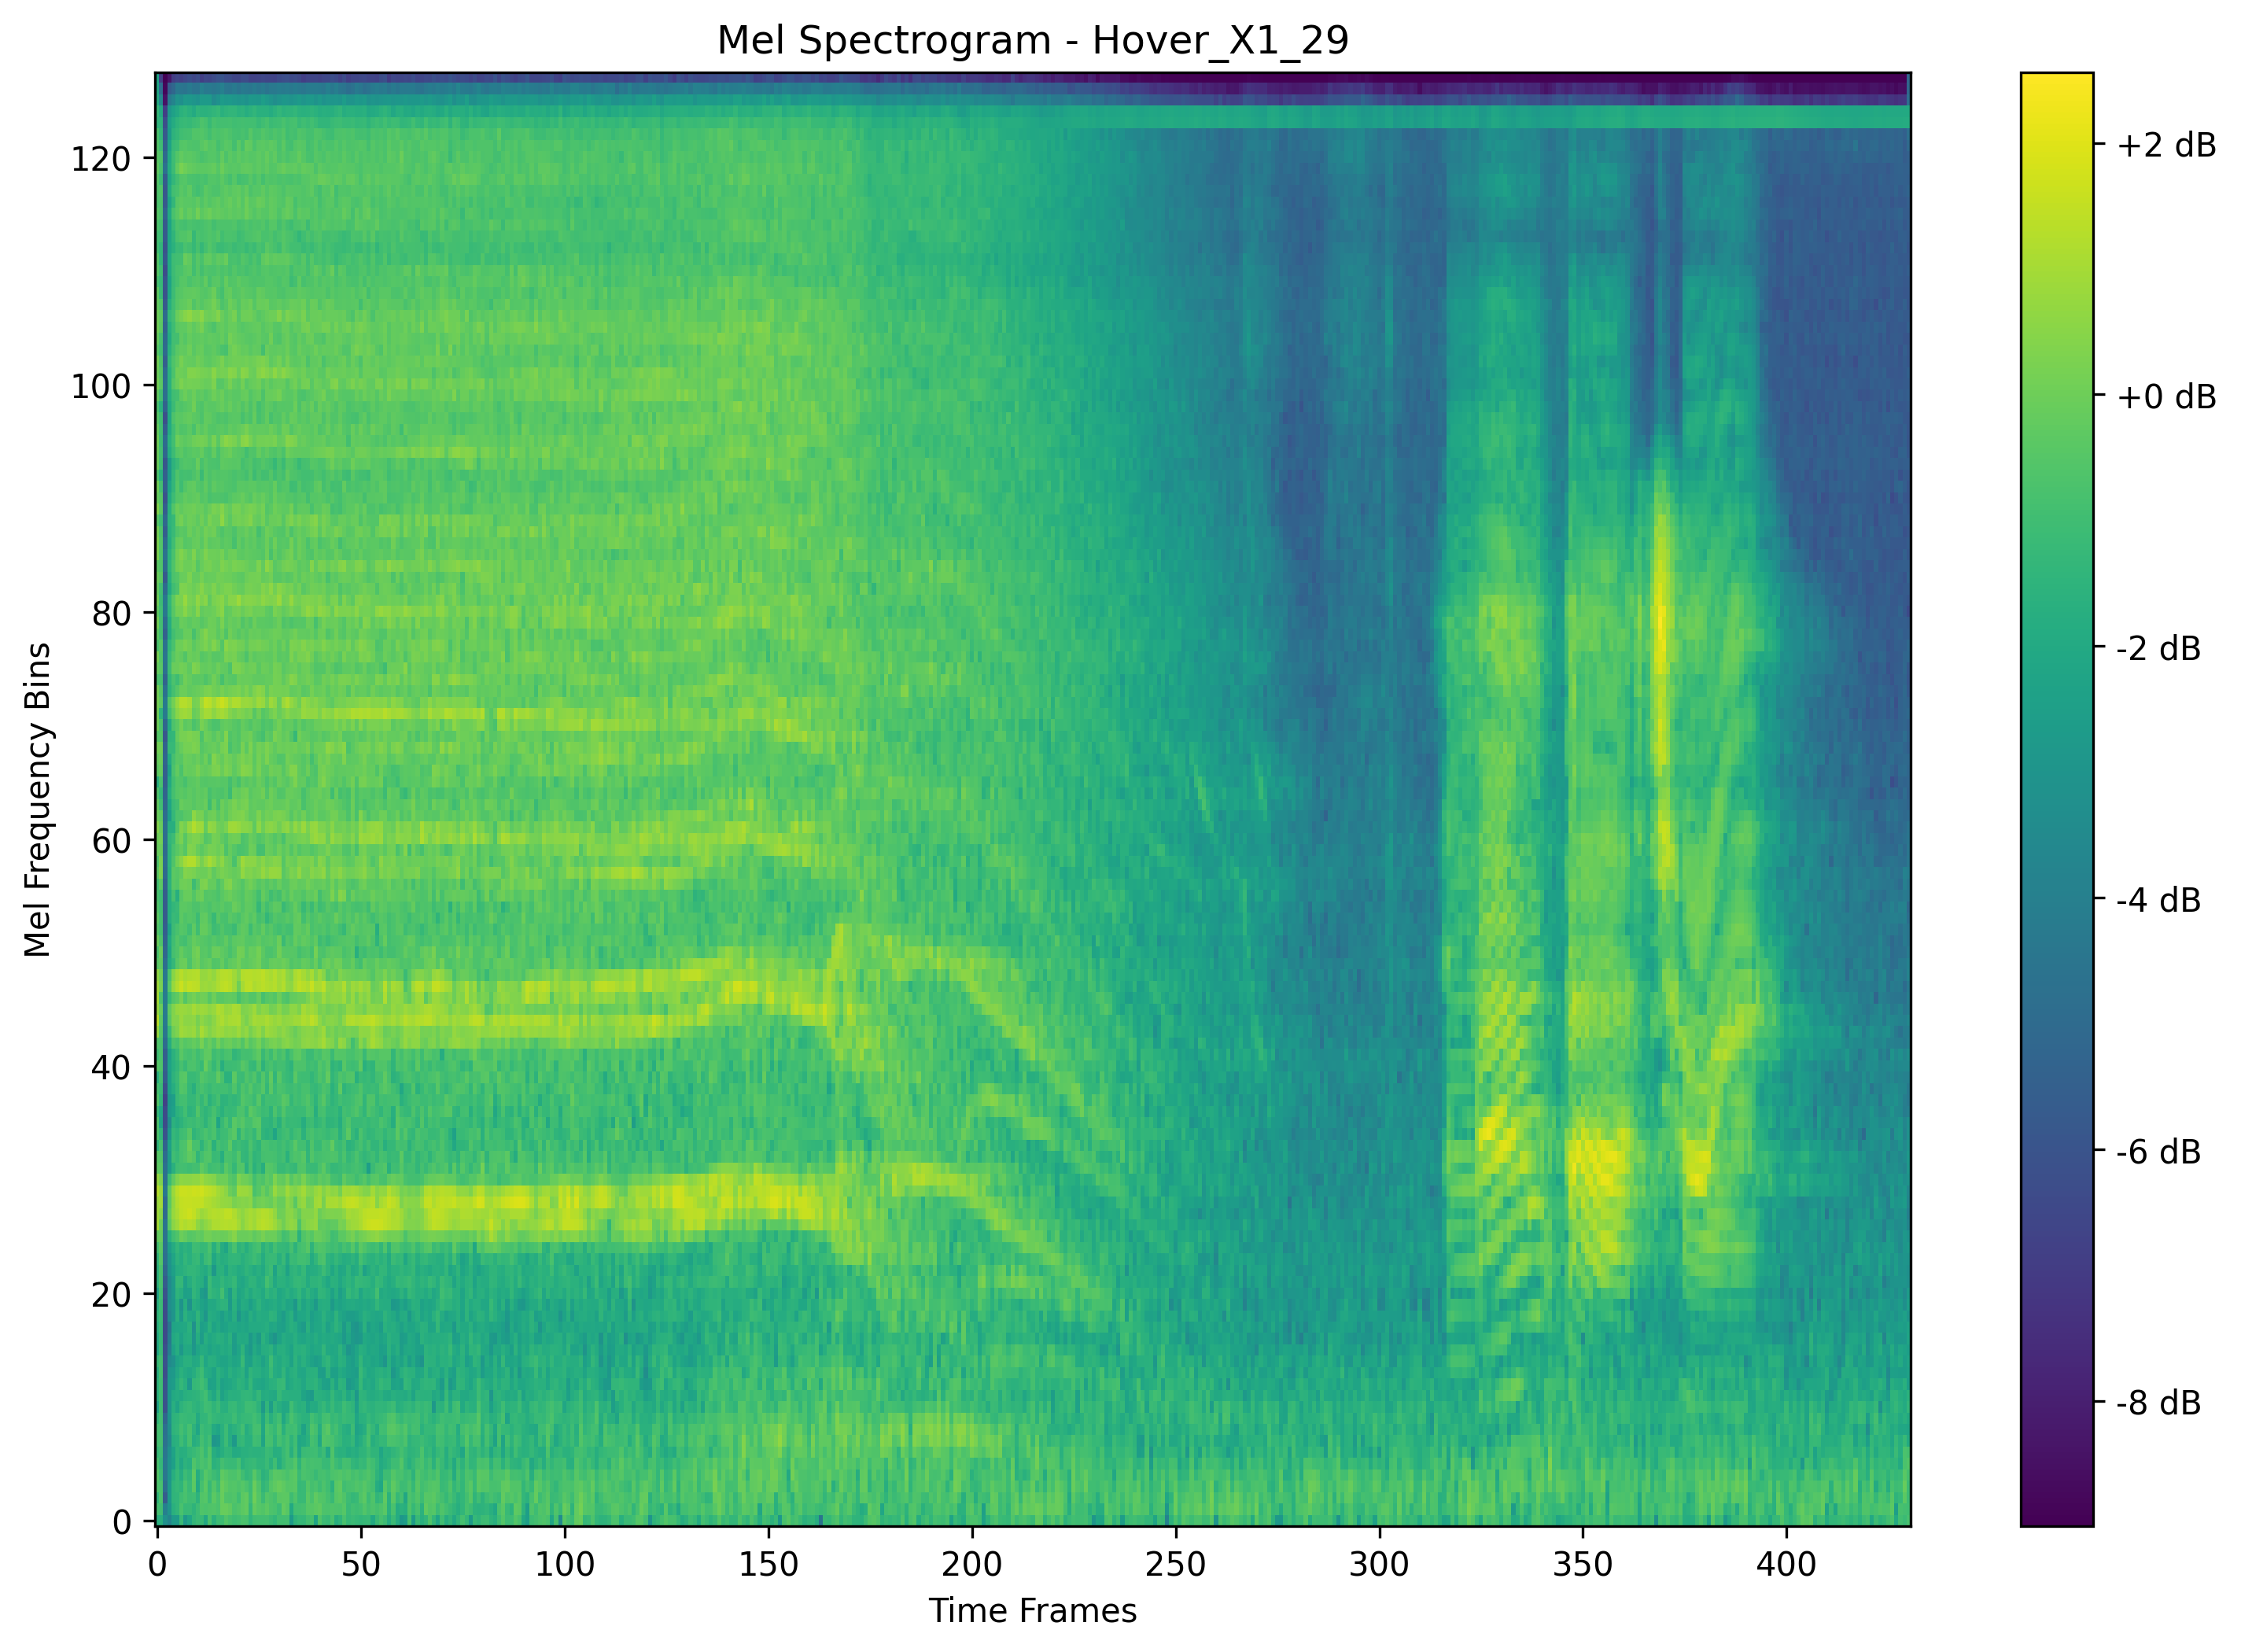 Mel Spectrogram - Hover_X1_29
Mel Frequency Bins
120
100
80
60
40
20
0
0 50 100 150 200 250 300 350 400
Time Frames
+2 dB
+0 dB
-2 dB
-4 dB
-6 dB
-8 dB